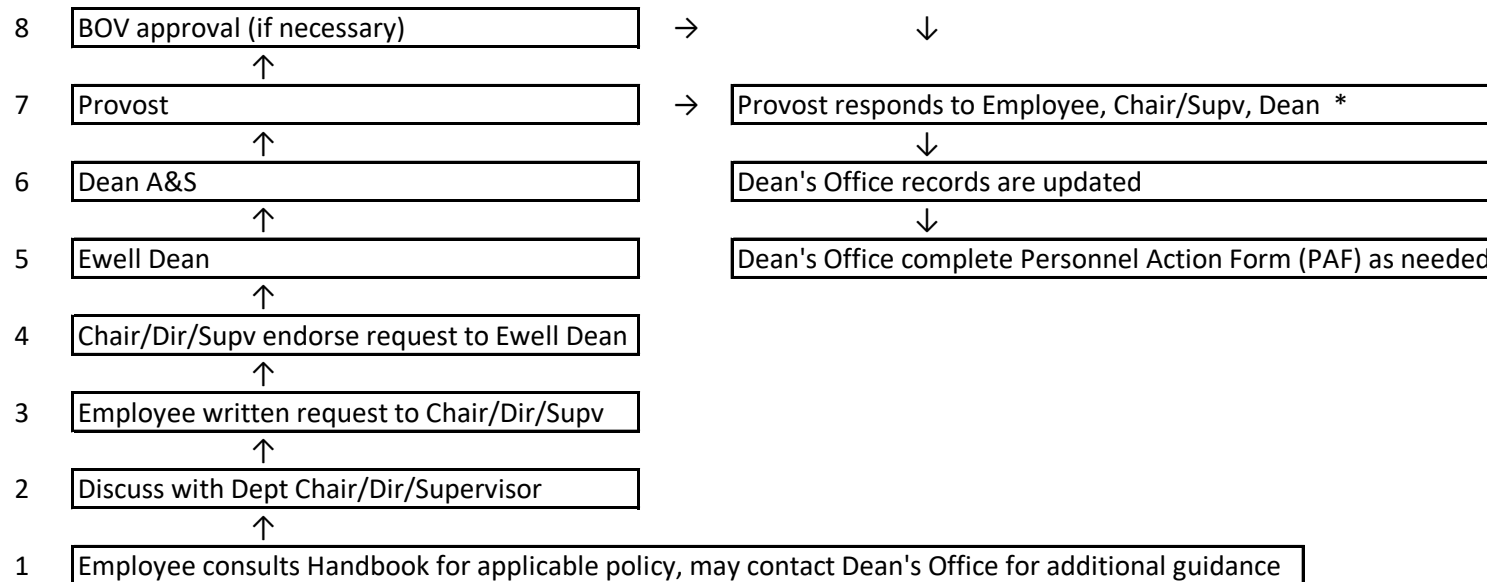 8 BOV approval (if necessary) → ↓
↑
7 Provost → Provost responds to Employee, Chair/Supv, Dean *
↑ ↓
6 Dean A&S Dean's Office records are updated
↑ ↓
5 Ewell Dean Dean's Office complete Personnel Action Form (PAF) as needed
↑
4 Chair/Dir/Supv endorse request to Ewell Dean
↑
3 Employee written request to Chair/Dir/Supv
↑
2 Discuss with Dept Chair/Dir/Supervisor
↑
1 Employee consults Handbook for applicable policy, may contact Dean's Office for additional guidance